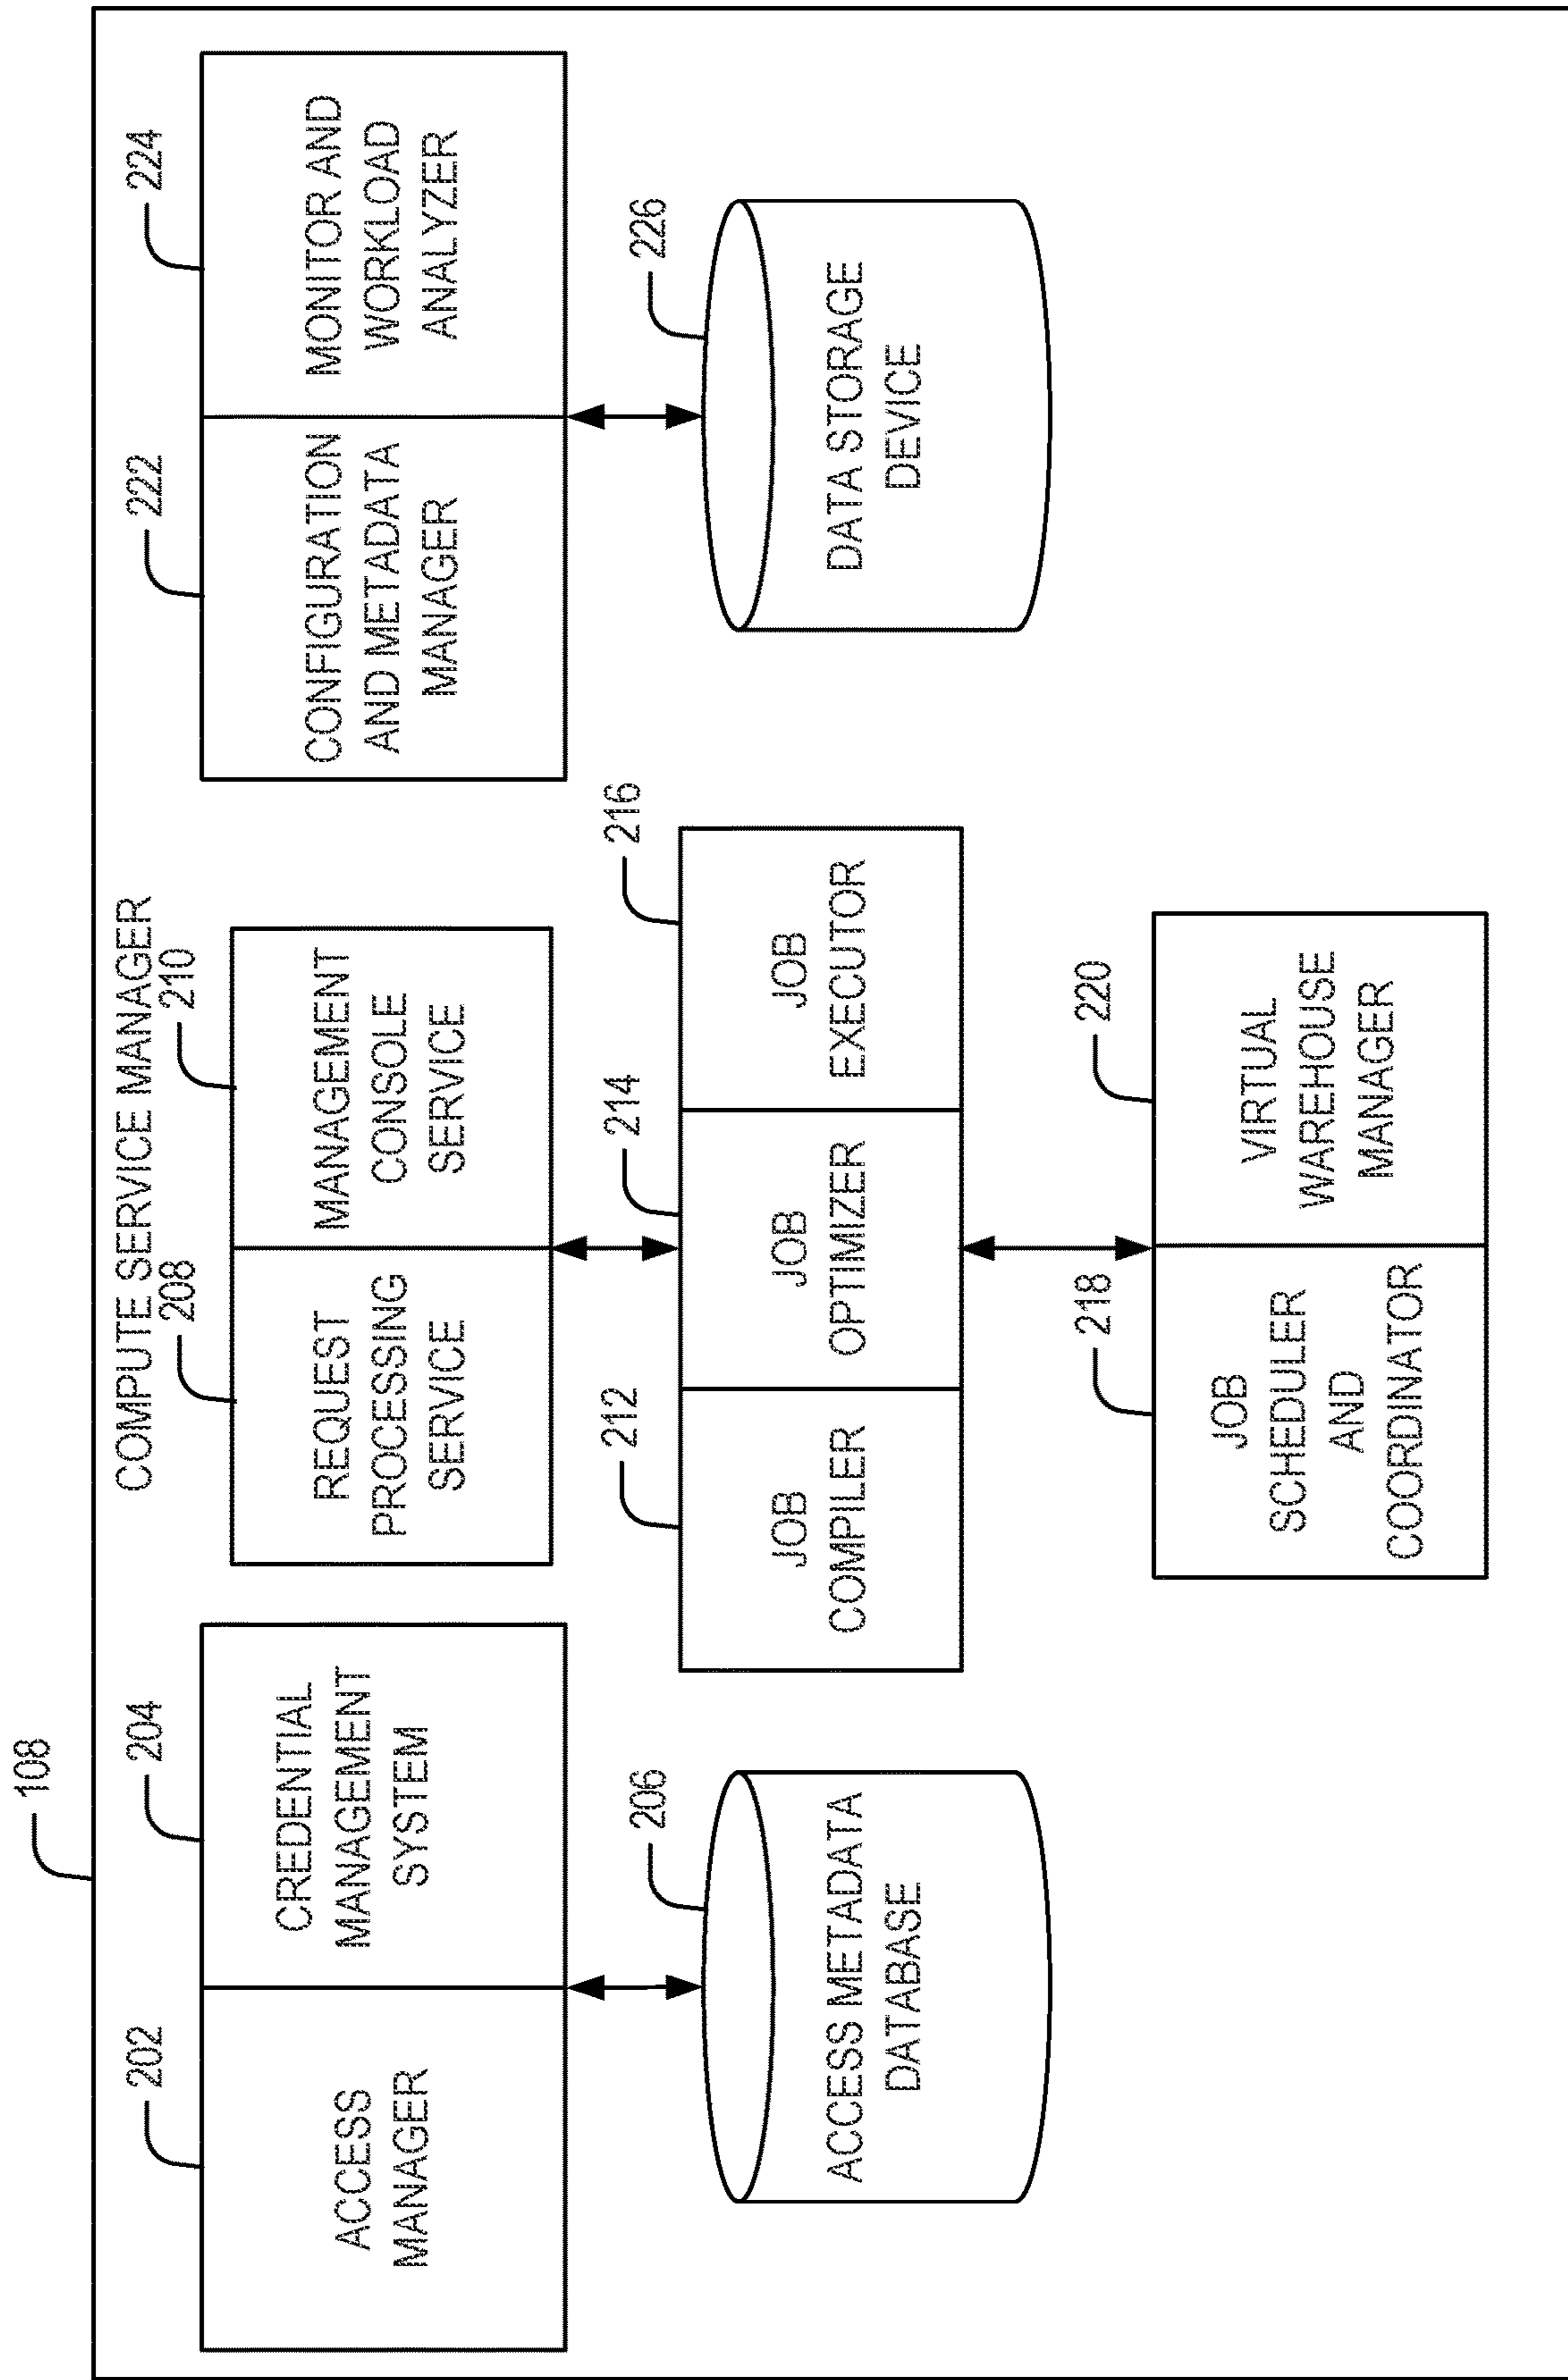 108
COMPUTE SERVICE MANAGER
202
204
ACCESS
MANAGER
CREDENTIAL
MANAGEMENT
SYSTEM
206
ACCESS METADATA
DATABASE
208
210
REQUEST
PROCESSING
SERVICE
MANAGEMENT
CONSOLE
SERVICE
212
214
216
JOB
COMPILER
JOB
OPTIMIZER
JOB
EXECUTOR
218
220
JOB
SCHEDULER
AND
COORDINATOR
VIRTUAL
WAREHOUSE
MANAGER
222
224
CONFIGURATION
AND METADATA
MANAGER
MONITOR AND
WORKLOAD
ANALYZER
226
DATA STORAGE
DEVICE